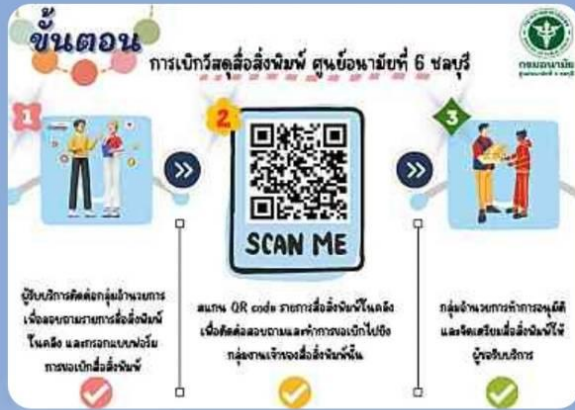 ขั้นตอน
การเบิกวัสดุสื่อสิ่งพิมพ์ ศูนย์อนามัยที่ 6 ชลบุรี
กรมอนามัย
1
2
3
SCAN ME
ผู้รับบริการติดต่อกลุ่มอำนวยการ
เพื่อสอบถามรายการสื่อสิ่งพิมพ์
ในคลัง และกรอกแบบฟอร์ม
การขอเบิกสื่อสิ่งพิมพ์
สแกน QR code รายการสื่อสิ่งพิมพ์ในคลัง
เพื่อติดต่อสอบถามและทำการขอเบิกไปยัง
กลุ่มงานเจ้าของสื่อสิ่งพิมพ์นั้น
กลุ่มอำนวยการทำการอนุมัติ
และจัดเตรียมสื่อสิ่งพิมพ์ให้
ผู้ขอรับบริการ